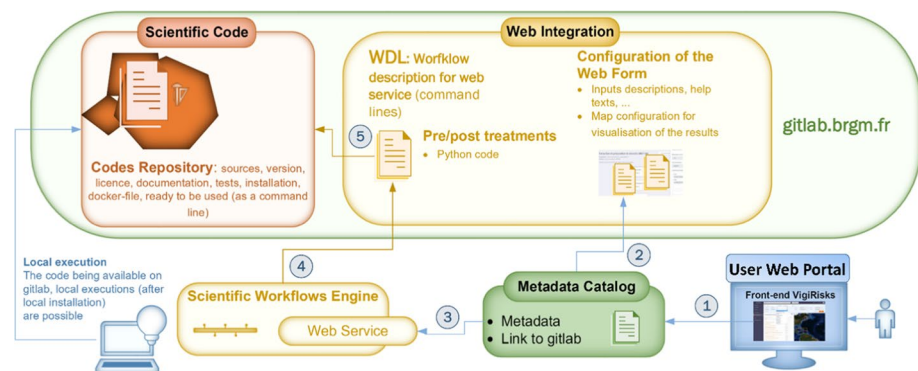 Scientific Code
Web Integration
WDL: Worfklow
description for web
service (command
lines)
Configuration of the
Web Form
• Inputs descriptions, help
texts, ...
• Map configuration for
visualisation of the results
gitlab.brgm.fr
5
Pre/post treatments
• Python code
Codes Repository: sources, version,
licence, documentation, tests, installation,
docker-file, ready to be used (as a command
line)
Local execution
The code being available on
gitlab, local executions (after
local installation)
are possible
4
2
Scientific Workflows Engine
Web Service
3
Metadata Catalog
• Metadata
• Link to gitlab
1
User Web Portal
Front-end VigiRisks